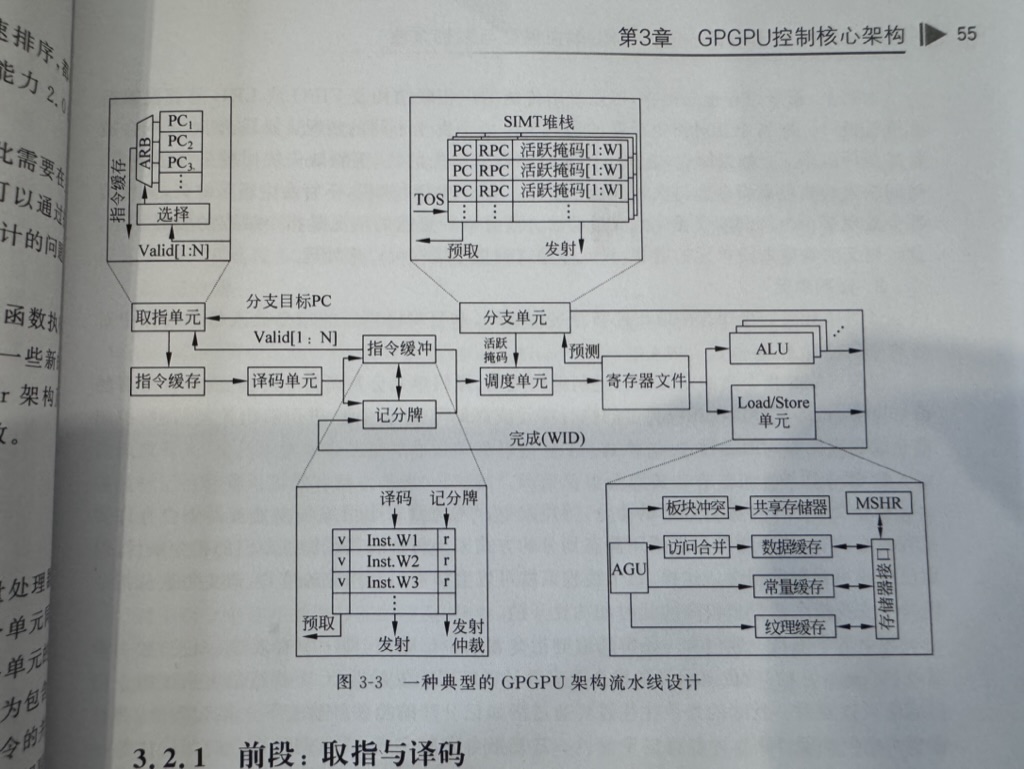 第3章 GPGPU控制核心架构 55
速排序,
能力 2.
比需要在
可以通过
计的问题
函数执
一些新
r 架构
处理
单元
单元
为包
令的
指令缓存
ARB
PC1
PC2
PC3
选择
Valid[1:N]
SIMT堆栈
PC RPC 活跃掩码[1:W]
PC RPC 活跃掩码[1:W]
PC RPC 活跃掩码[1:W]
TOS
预取
发射
取指单元
分支目标PC
分支单元
Valid[1：N]
指令缓冲
活跃
掩码
预测
ALU
指令缓存
译码单元
调度单元
寄存器文件
记分牌
Load/Store
单元
完成(WID)
译码 记分牌
v Inst.W1 r
v Inst.W2 r
v Inst.W3 r
预取
发射
发射
仲裁
AGU
板块冲突
共享存储器
MSHR
访问合并
数据缓存
常量缓存
纹理缓存
存储器接口
图 3-3 一种典型的 GPGPU 架构流水线设计
3.2.1 前段：取指与译码